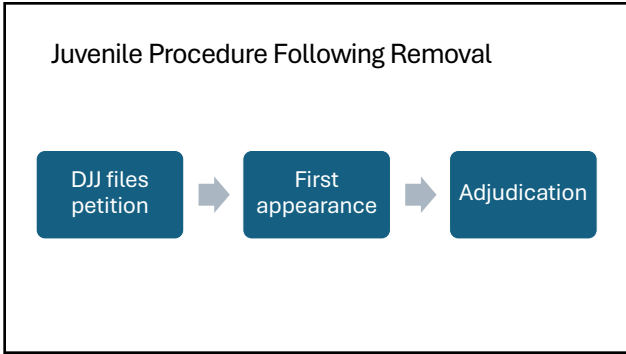 Juvenile Procedure Following Removal
DJJ files
petition
First
appearance
Adjudication